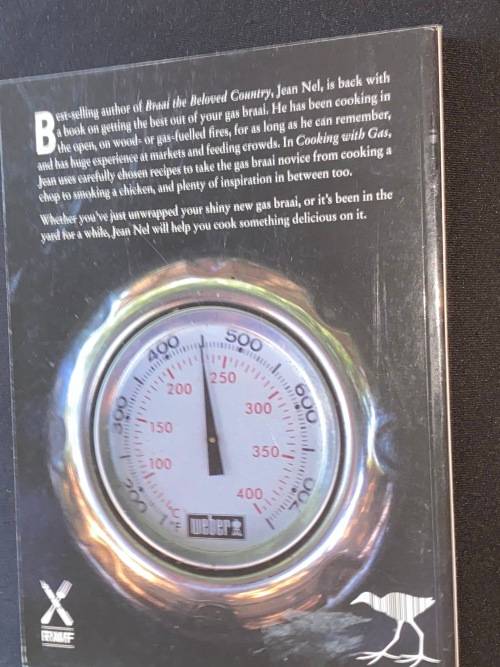 Best-selling author of Braai the Beloved Country, Jean Nel, is back with
a book on getting the best out of your gas braai. He has been cooking in
the open, on wood- or gas-fuelled fires, for as long as he can remember,
and has huge experience at markets and feeding crowds. In Cooking with Gas,
Jean uses carefully chosen recipes to take the gas braai novice from cooking a
chop to smoking a chicken, and plenty of inspiration in between too.
Whether you've just unwrapped your shiny new gas braai, or it's been in the
yard for a while, Jean Nel will help you cook something delicious on it.
400 500
200 250
300 600
300
150
350
100
200 400 700
°C
°F
weber